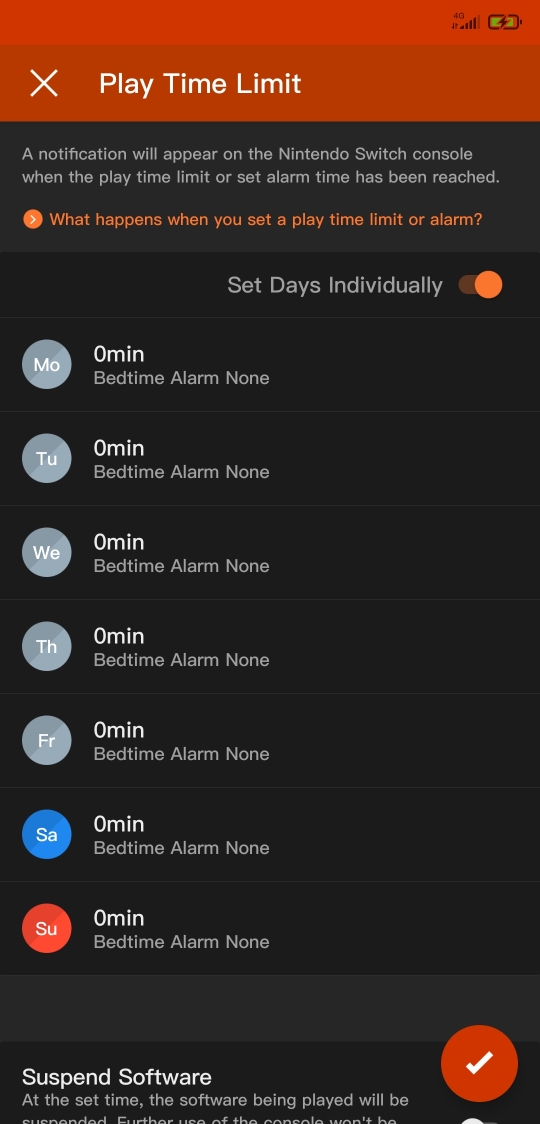 4G
Play Time Limit
A notification will appear on the Nintendo Switch console
when the play time limit or set alarm time has been reached.
What happens when you set a play time limit or alarm?
Set Days Individually
Mo
0min
Bedtime Alarm None
Tu
0min
Bedtime Alarm None
We
0min
Bedtime Alarm None
Th
0min
Bedtime Alarm None
Fr
0min
Bedtime Alarm None
Sa
0min
Bedtime Alarm None
Su
0min
Bedtime Alarm None
Suspend Software
At the set time, the software being played will be
suspended. Further use of the console won't be